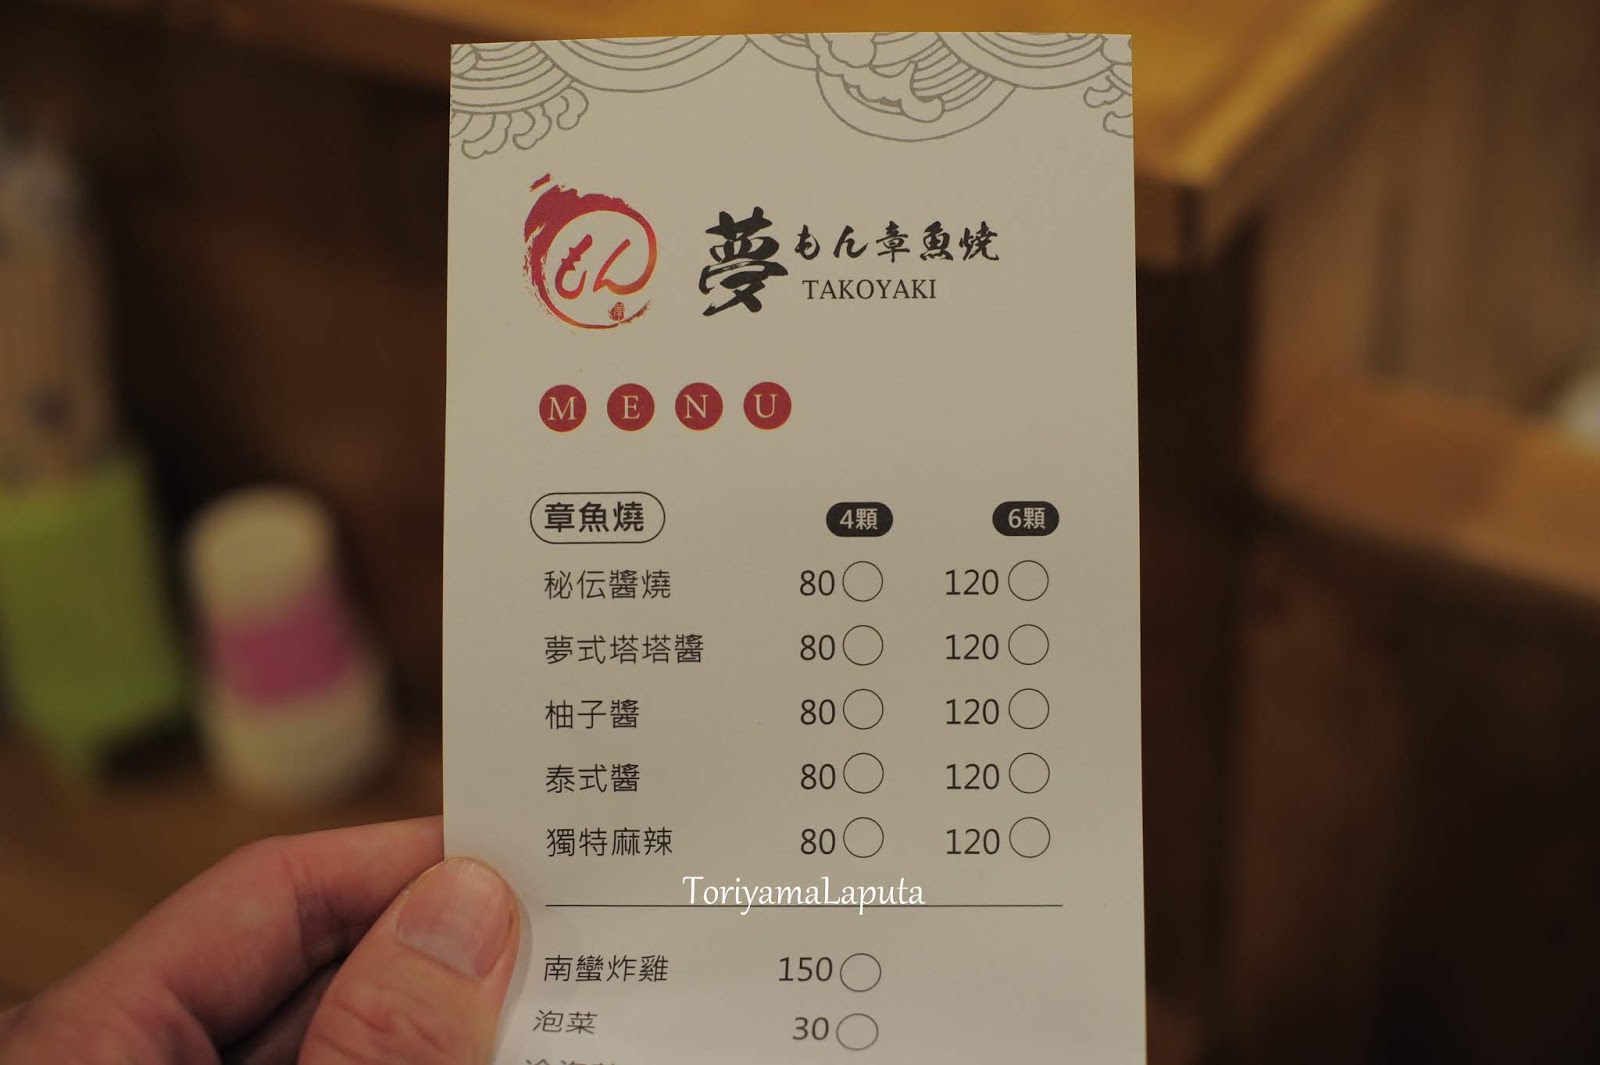 もん
夢もん章魚燒
TAKOYAKI
MENU
章魚燒 4顆 6顆
秘伝醬燒 80 120
夢式塔塔醬 80 120
柚子醬 80 120
泰式醬 80 120
獨特麻辣 80 120
ToriyamaLaputa
南蠻炸雞 150
泡菜 30